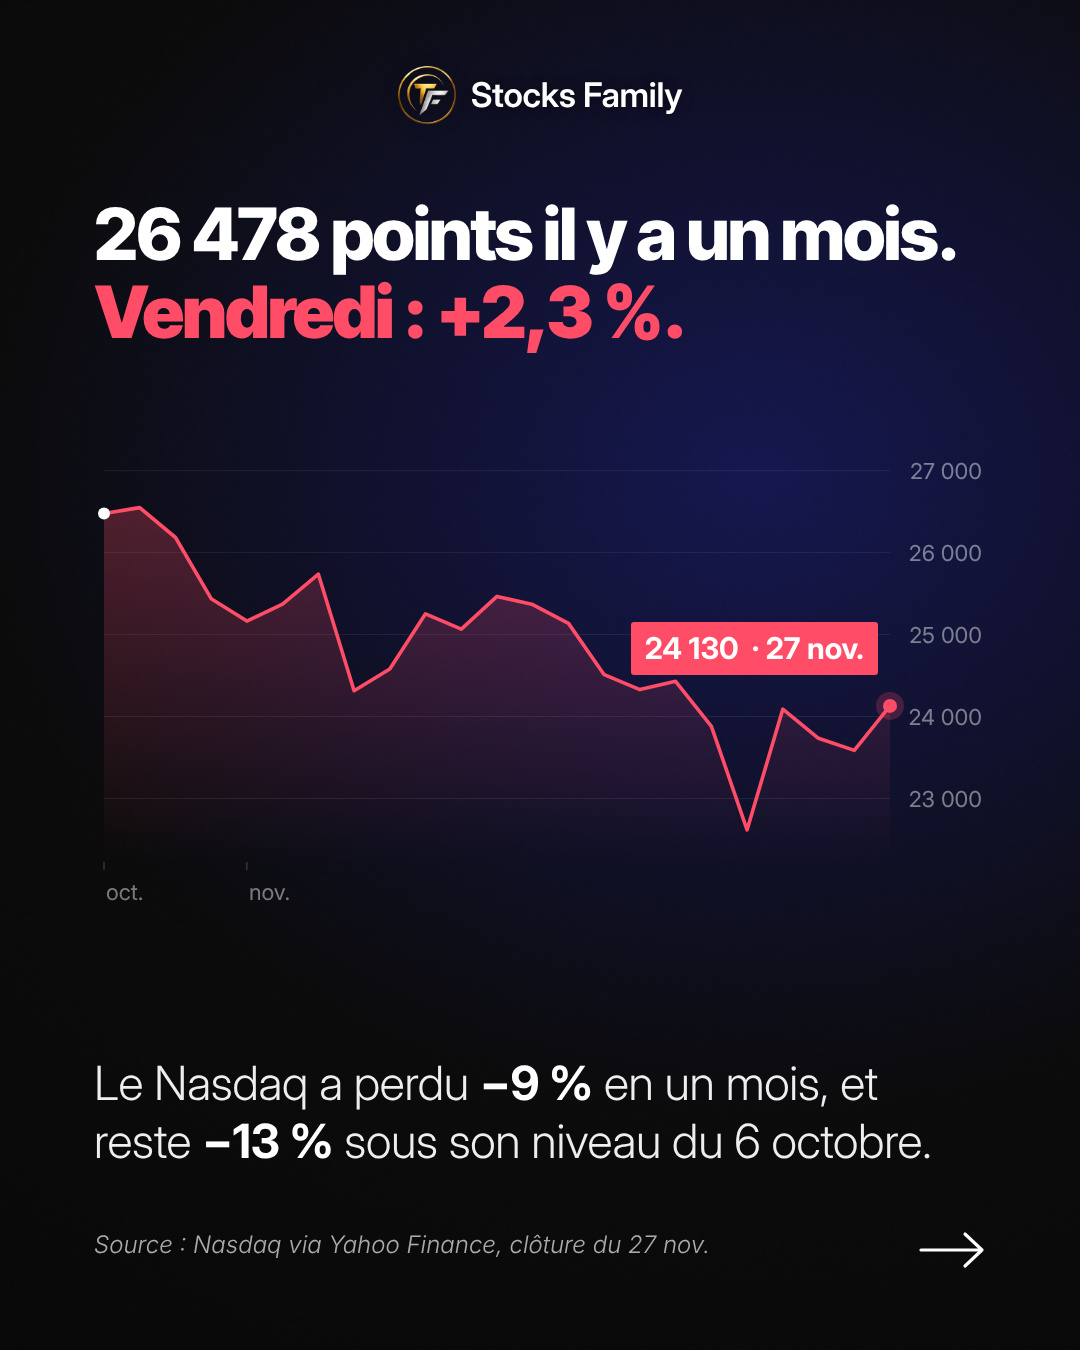 TF Stocks Family
26 478 points il y a un mois.
Vendredi : +2,3 %.
27 000
26 000
25 000
24 130 · 27 nov.
24 000
23 000
oct.
nov.
Le Nasdaq a perdu −9 % en un mois, et
reste −13 % sous son niveau du 6 octobre.
Source : Nasdaq via Yahoo Finance, clôture du 27 nov.